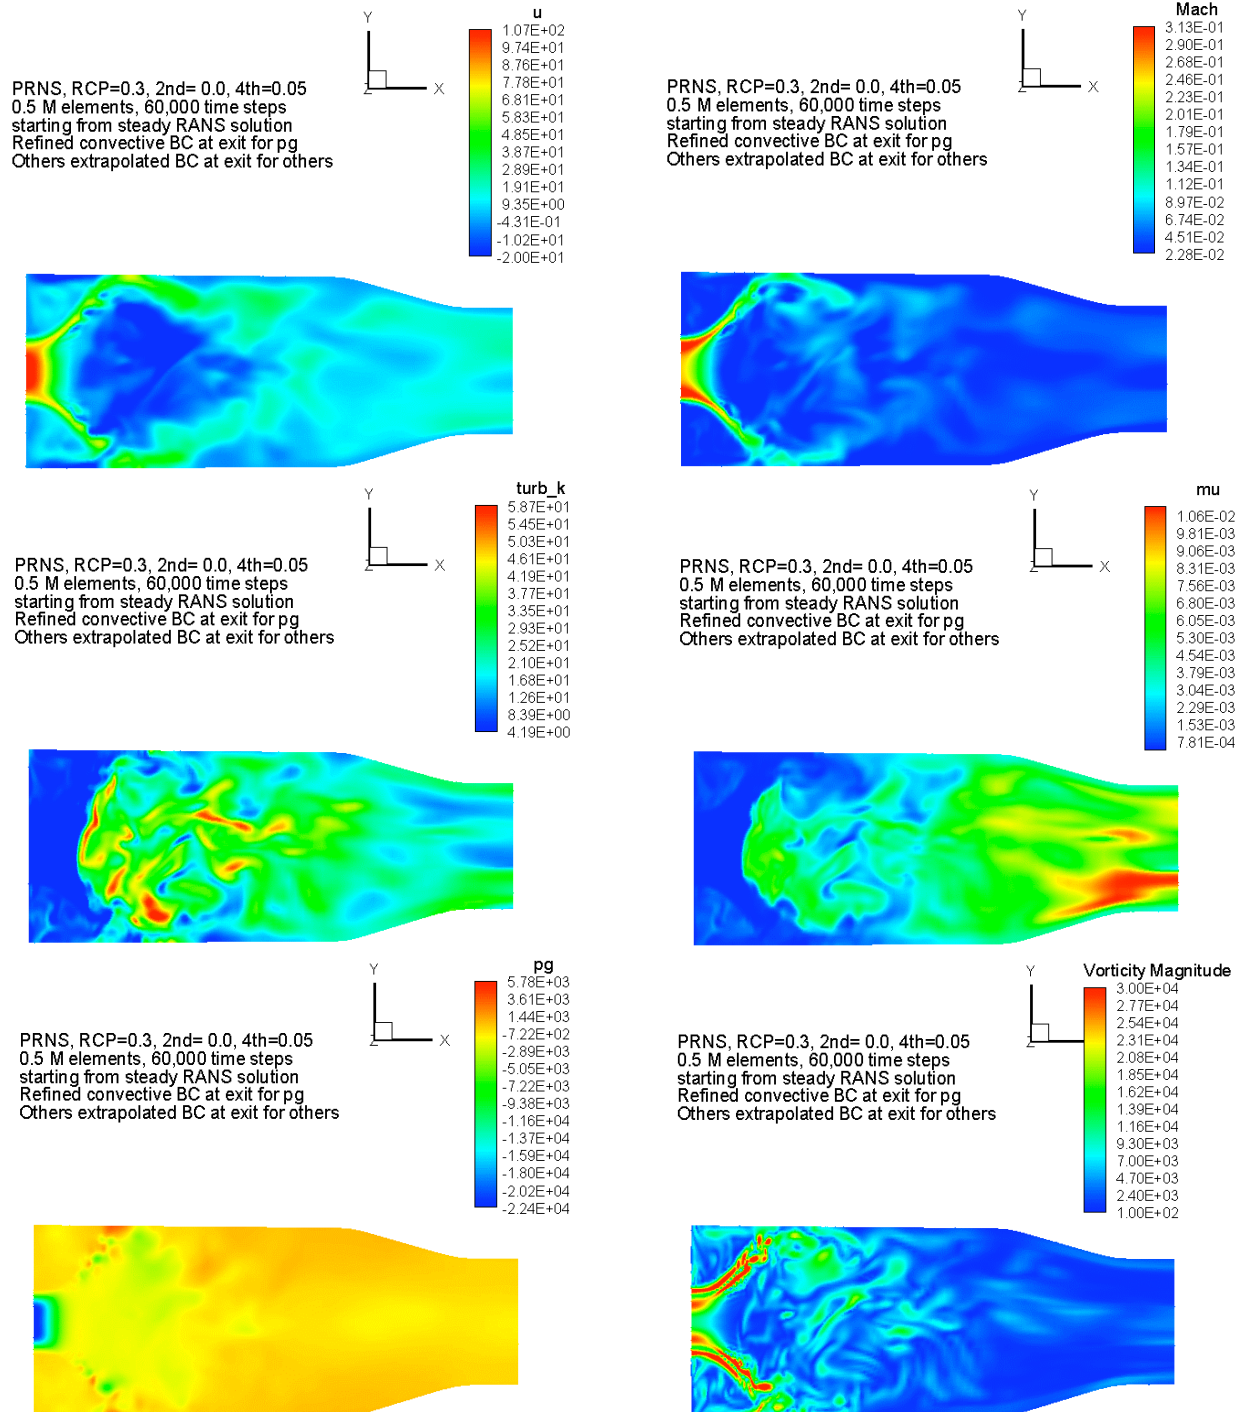 u
Y
Z
X
1.07E+02
9.74E+01
8.76E+01
7.78E+01
6.81E+01
5.83E+01
4.85E+01
3.87E+01
2.89E+01
1.91E+01
9.35E+00
-4.31E-01
-1.02E+01
-2.00E+01
PRNS, RCP=0.3, 2nd= 0.0, 4th=0.05
0.5 M elements, 60,000 time steps
starting from steady RANS solution
Refined convective BC at exit for pg
Others extrapolated BC at exit for others
Mach
Y
Z
X
3.13E-01
2.90E-01
2.68E-01
2.46E-01
2.23E-01
2.01E-01
1.79E-01
1.57E-01
1.34E-01
1.12E-01
8.97E-02
6.74E-02
4.51E-02
2.28E-02
PRNS, RCP=0.3, 2nd= 0.0, 4th=0.05
0.5 M elements, 60,000 time steps
starting from steady RANS solution
Refined convective BC at exit for pg
Others extrapolated BC at exit for others
turb_k
Y
Z
X
5.87E+01
5.45E+01
5.03E+01
4.61E+01
4.19E+01
3.77E+01
3.35E+01
2.93E+01
2.52E+01
2.10E+01
1.68E+01
1.26E+01
8.39E+00
4.19E+00
PRNS, RCP=0.3, 2nd= 0.0, 4th=0.05
0.5 M elements, 60,000 time steps
starting from steady RANS solution
Refined convective BC at exit for pg
Others extrapolated BC at exit for others
mu
Y
Z
X
1.06E-02
9.81E-03
9.06E-03
8.31E-03
7.56E-03
6.80E-03
6.05E-03
5.30E-03
4.54E-03
3.79E-03
3.04E-03
2.29E-03
1.53E-03
7.81E-04
PRNS, RCP=0.3, 2nd= 0.0, 4th=0.05
0.5 M elements, 60,000 time steps
starting from steady RANS solution
Refined convective BC at exit for pg
Others extrapolated BC at exit for others
pg
Y
Z
X
5.78E+03
3.61E+03
1.44E+03
-7.22E+02
-2.89E+03
-5.05E+03
-7.22E+03
-9.38E+03
-1.16E+04
-1.37E+04
-1.59E+04
-1.80E+04
-2.02E+04
-2.24E+04
PRNS, RCP=0.3, 2nd= 0.0, 4th=0.05
0.5 M elements, 60,000 time steps
starting from steady RANS solution
Refined convective BC at exit for pg
Others extrapolated BC at exit for others
Vorticity Magnitude
Y
Z
3.00E+04
2.77E+04
2.54E+04
2.31E+04
2.08E+04
1.85E+04
1.62E+04
1.39E+04
1.16E+04
9.30E+03
7.00E+03
4.70E+03
2.40E+03
1.00E+02
PRNS, RCP=0.3, 2nd= 0.0, 4th=0.05
0.5 M elements, 60,000 time steps
starting from steady RANS solution
Refined convective BC at exit for pg
Others extrapolated BC at exit for others